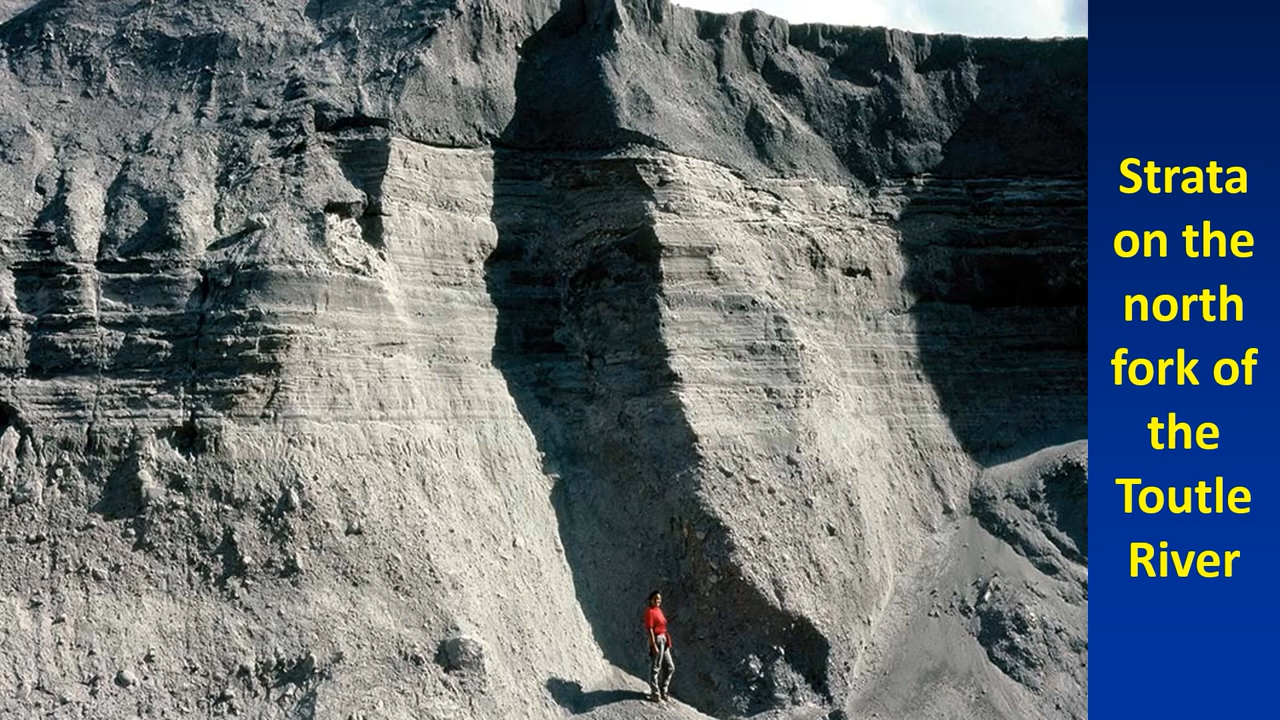 Strata
on the
north
fork of
the
Toutle
River